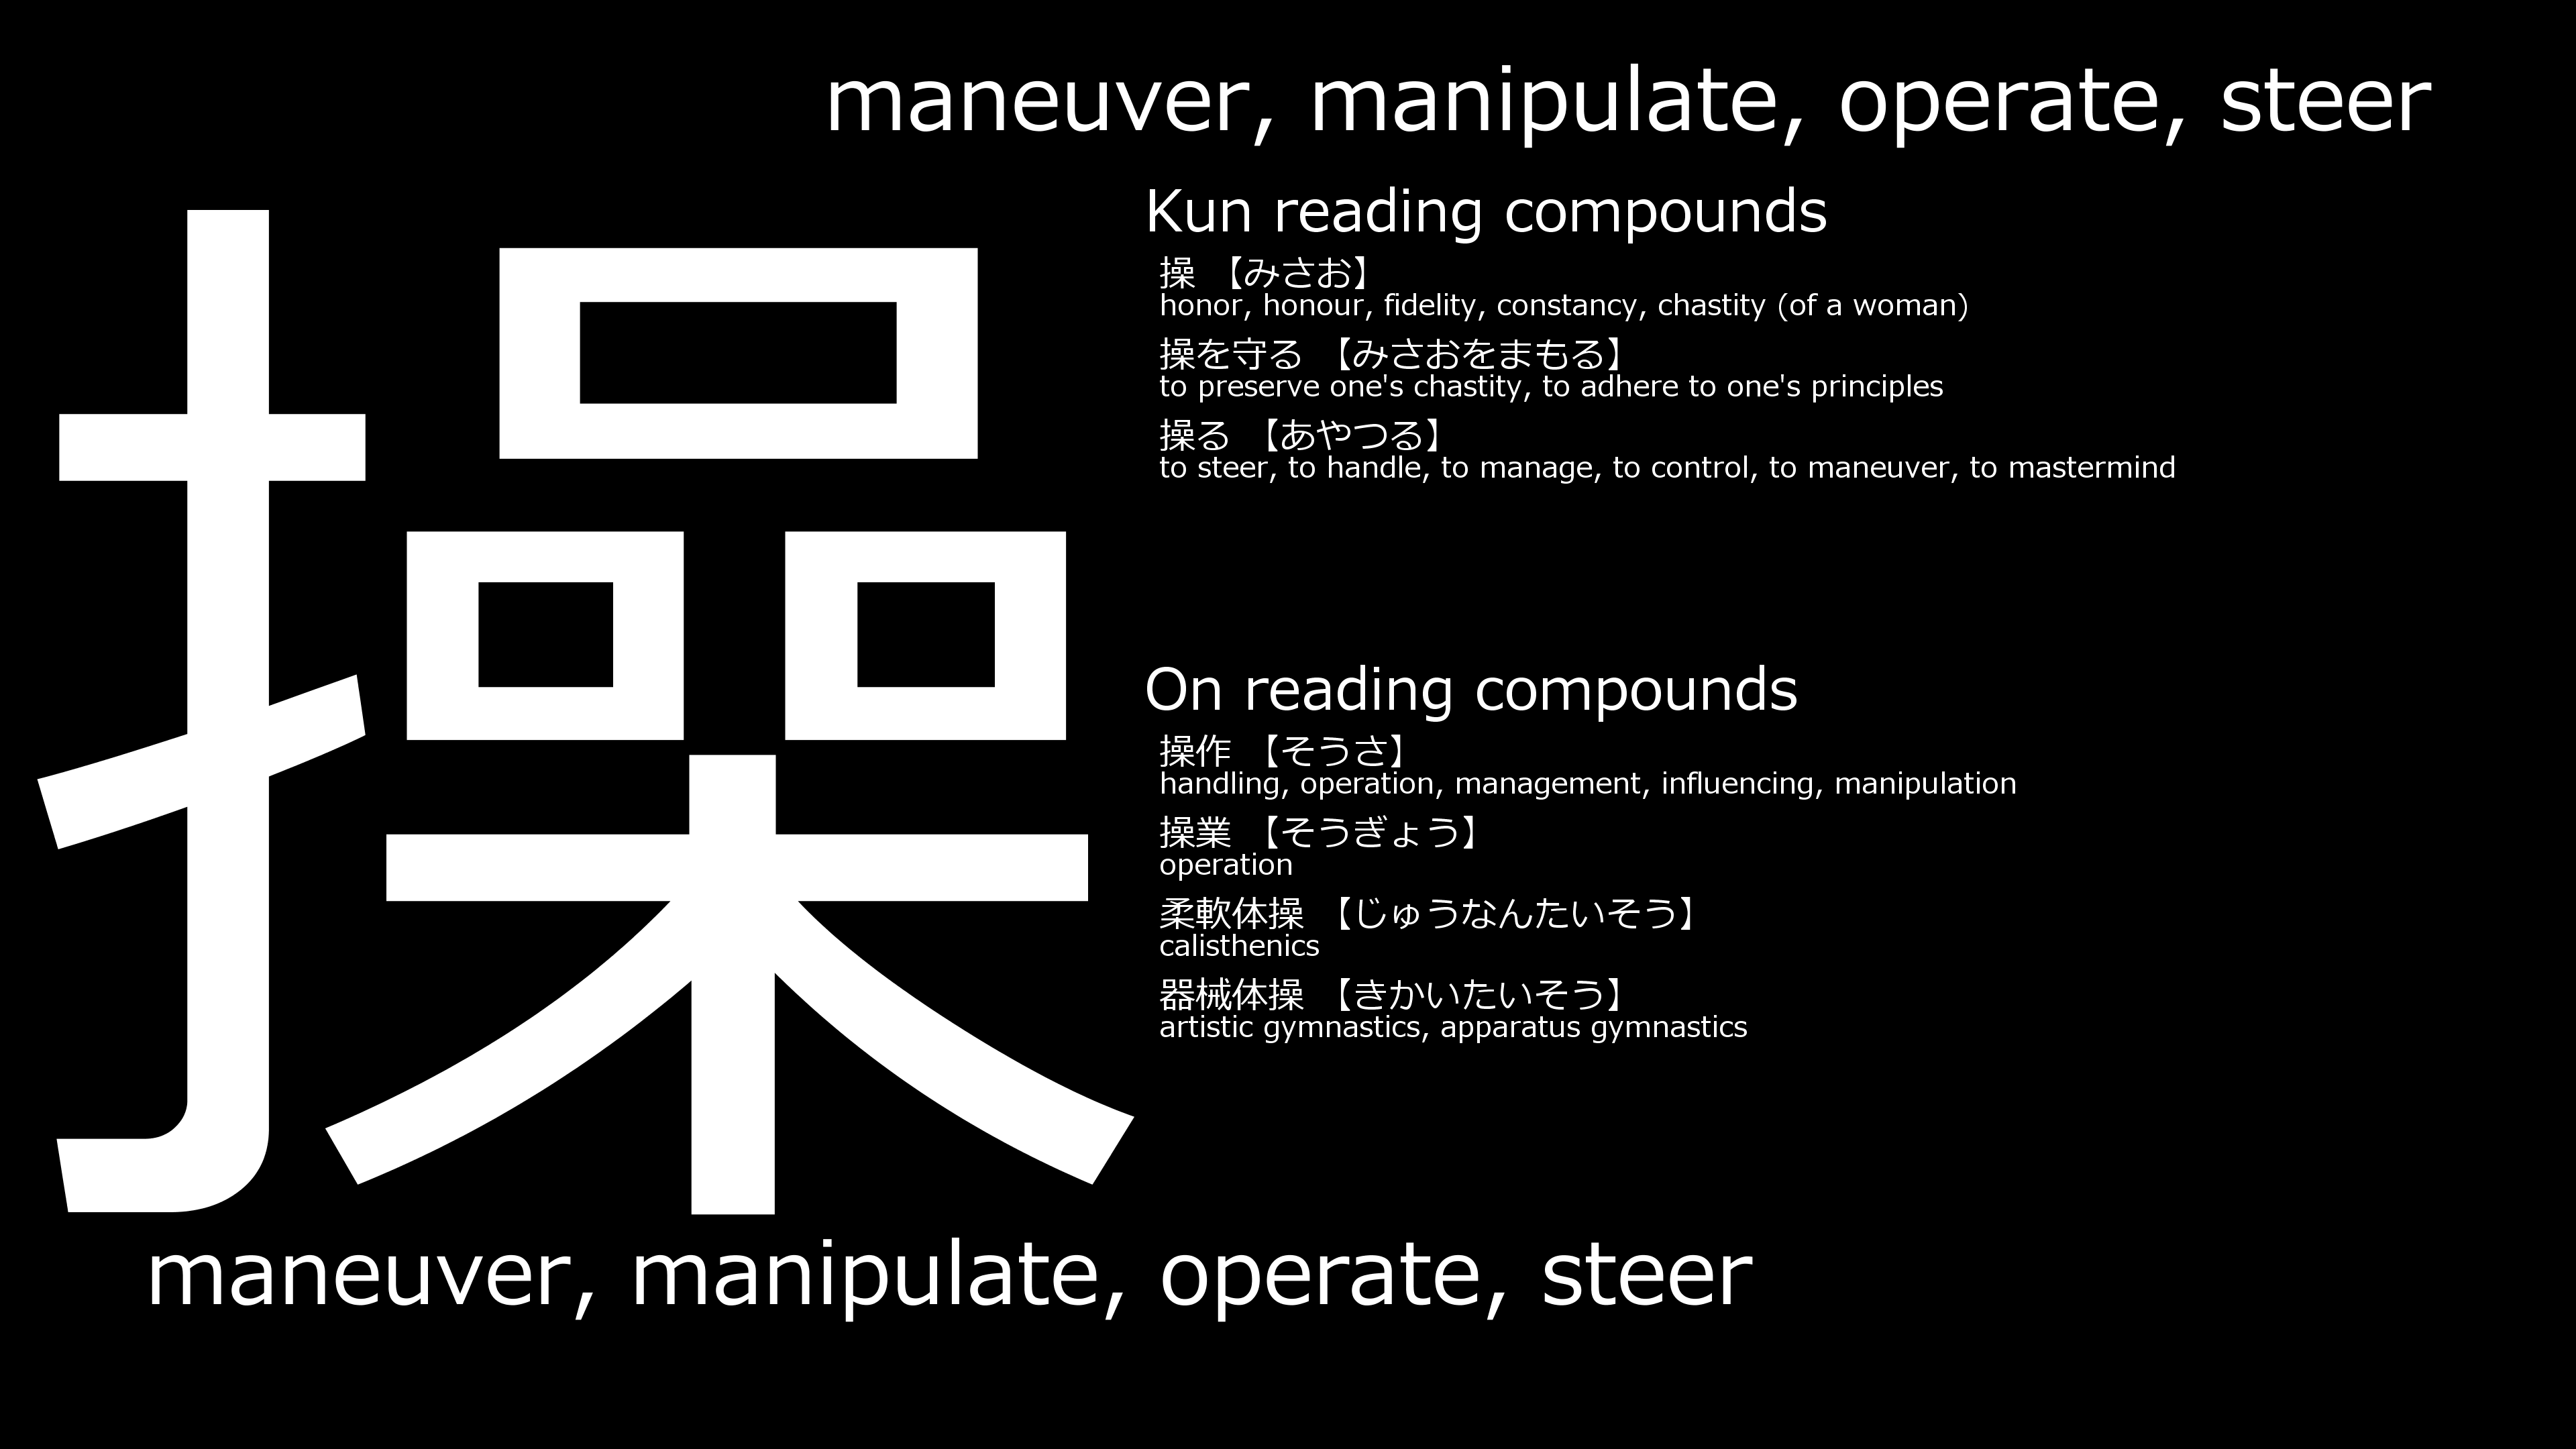 maneuver, manipulate, operate, steer
操
Kun reading compounds
操 【みさお】
honor, honour, fidelity, constancy, chastity (of a woman)
操を守る 【みさおをまもる】
to preserve one's chastity, to adhere to one's principles
操る 【あやつる】
to steer, to handle, to manage, to control, to maneuver, to mastermind
On reading compounds
操作 【そうさ】
handling, operation, management, influencing, manipulation
操業 【そうぎょう】
operation
柔軟体操 【じゅうなんたいそう】
calisthenics
器械体操 【きかいたいそう】
artistic gymnastics, apparatus gymnastics
maneuver, manipulate, operate, steer